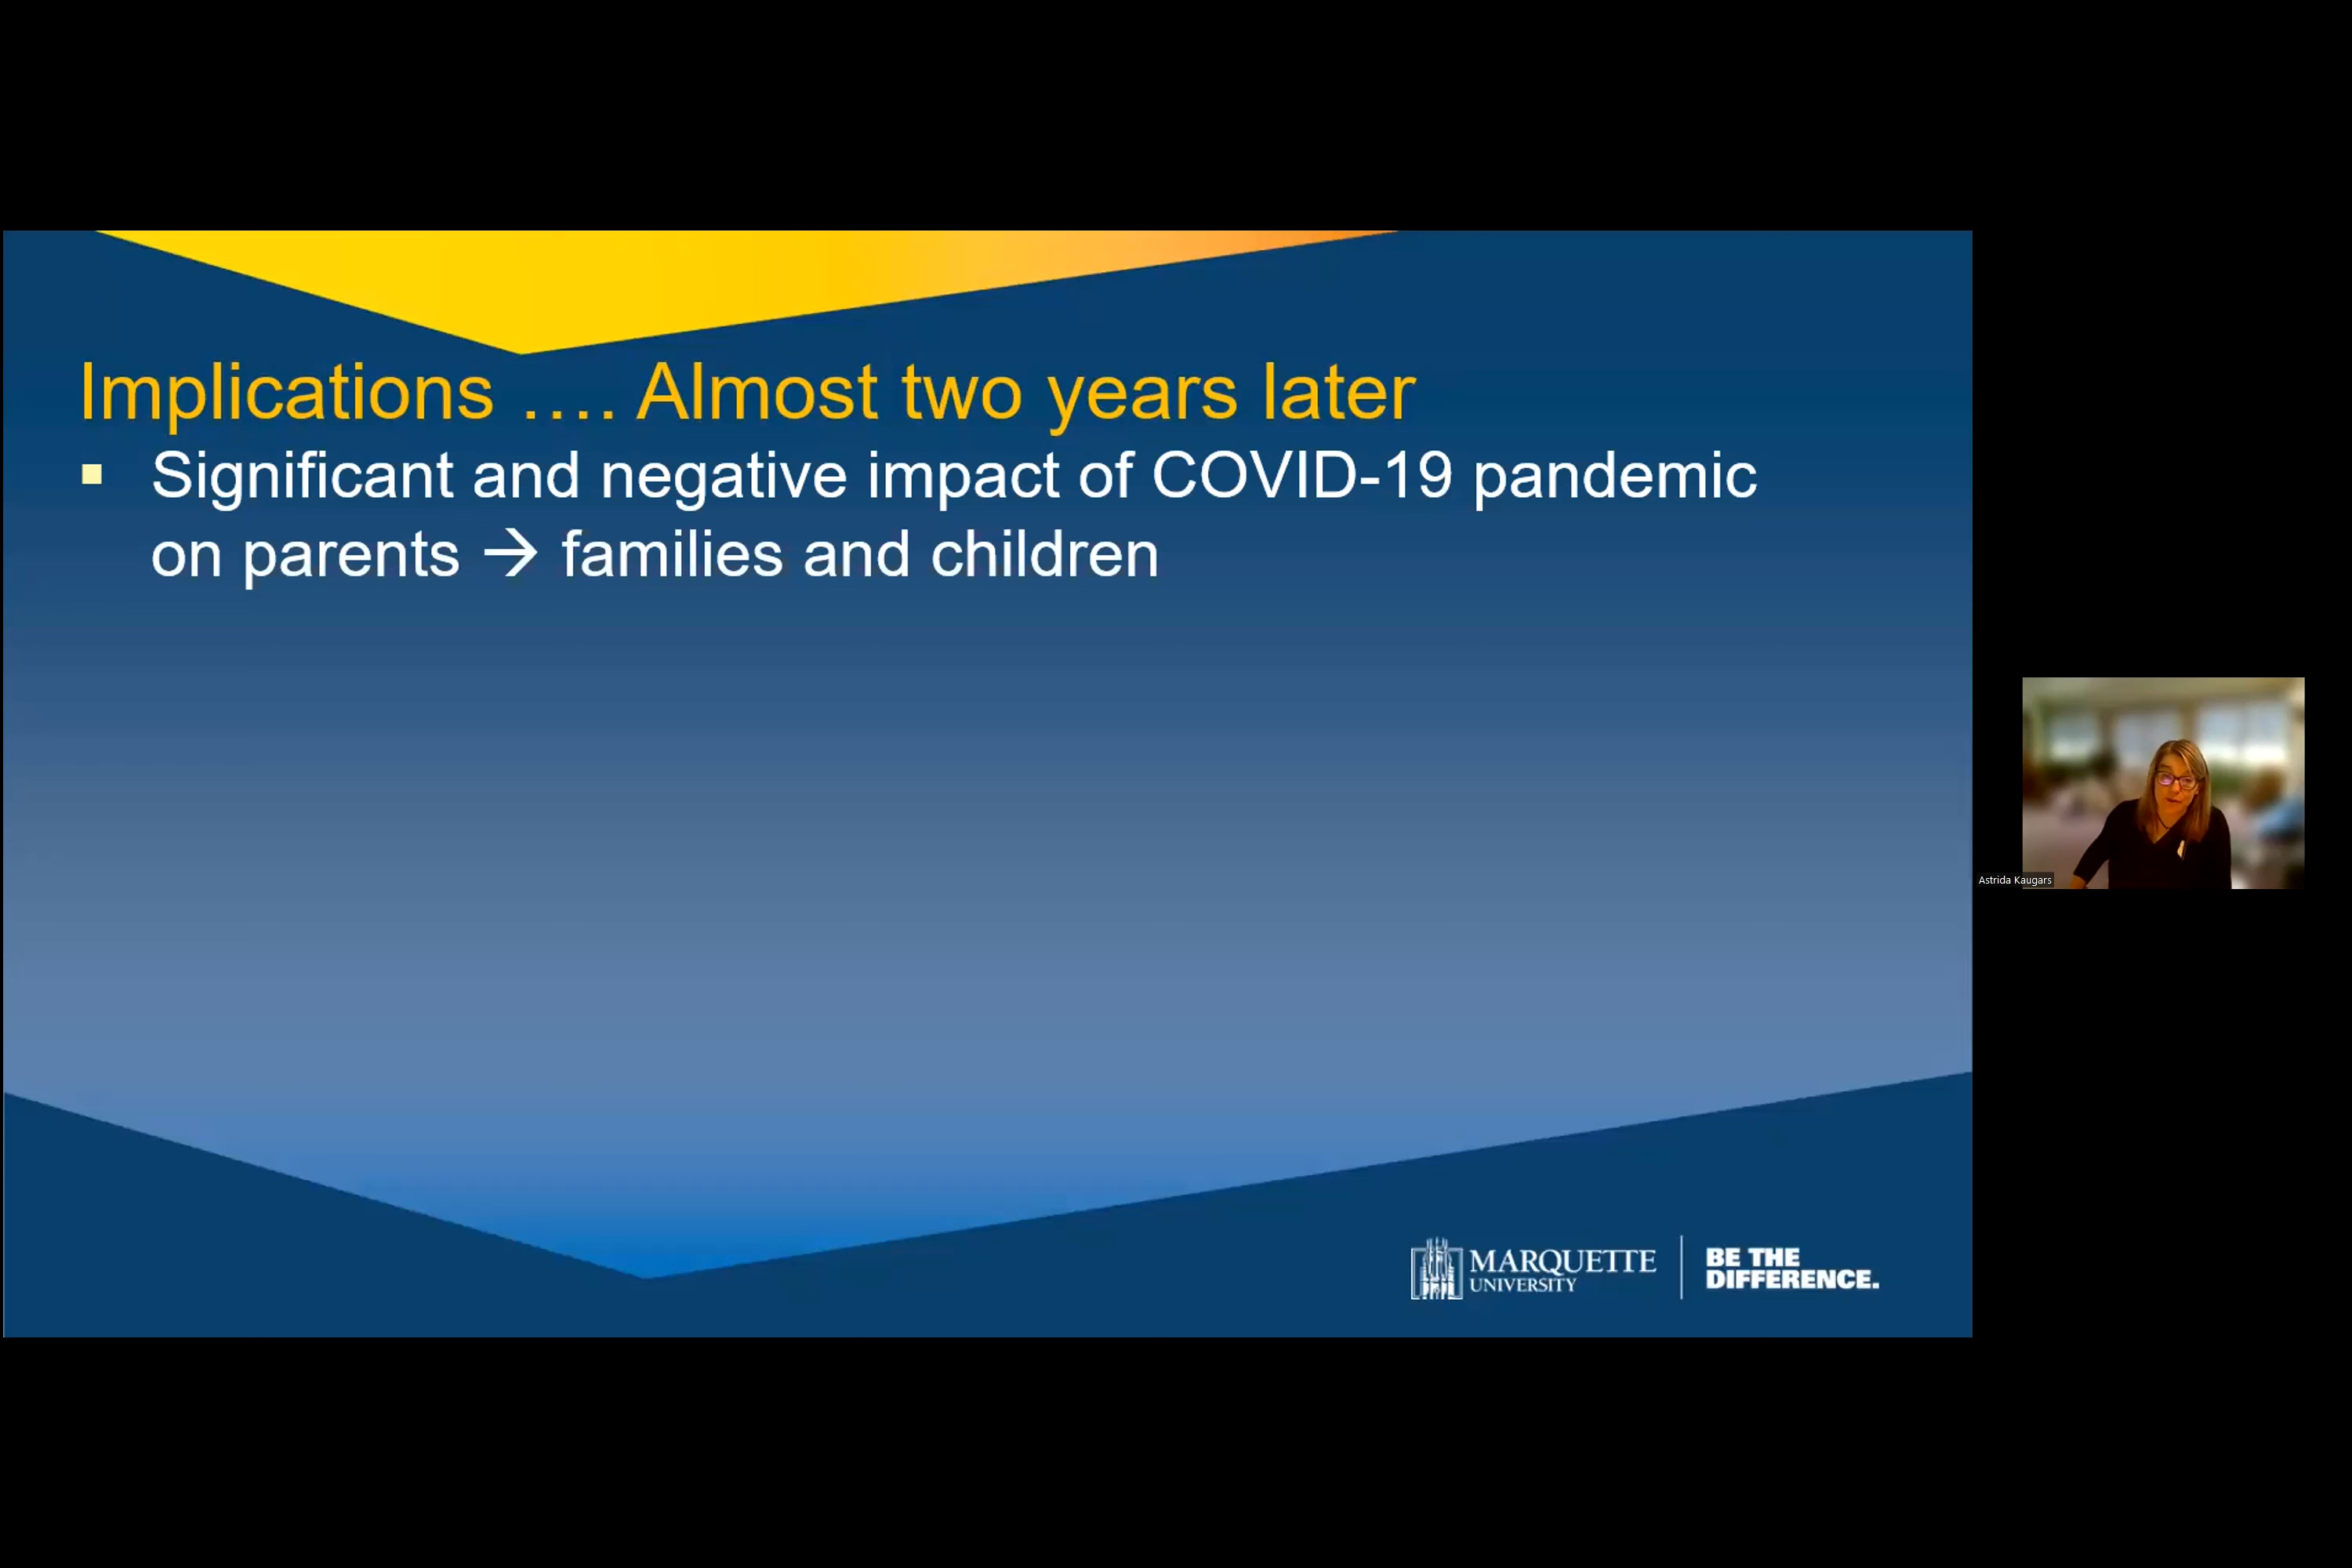 Implications .... Almost two years later
▪ Significant and negative impact of COVID-19 pandemic
on parents → families and children
Astrida Kaugars
MARQUETTE
UNIVERSITY
BE THE
DIFFERENCE.